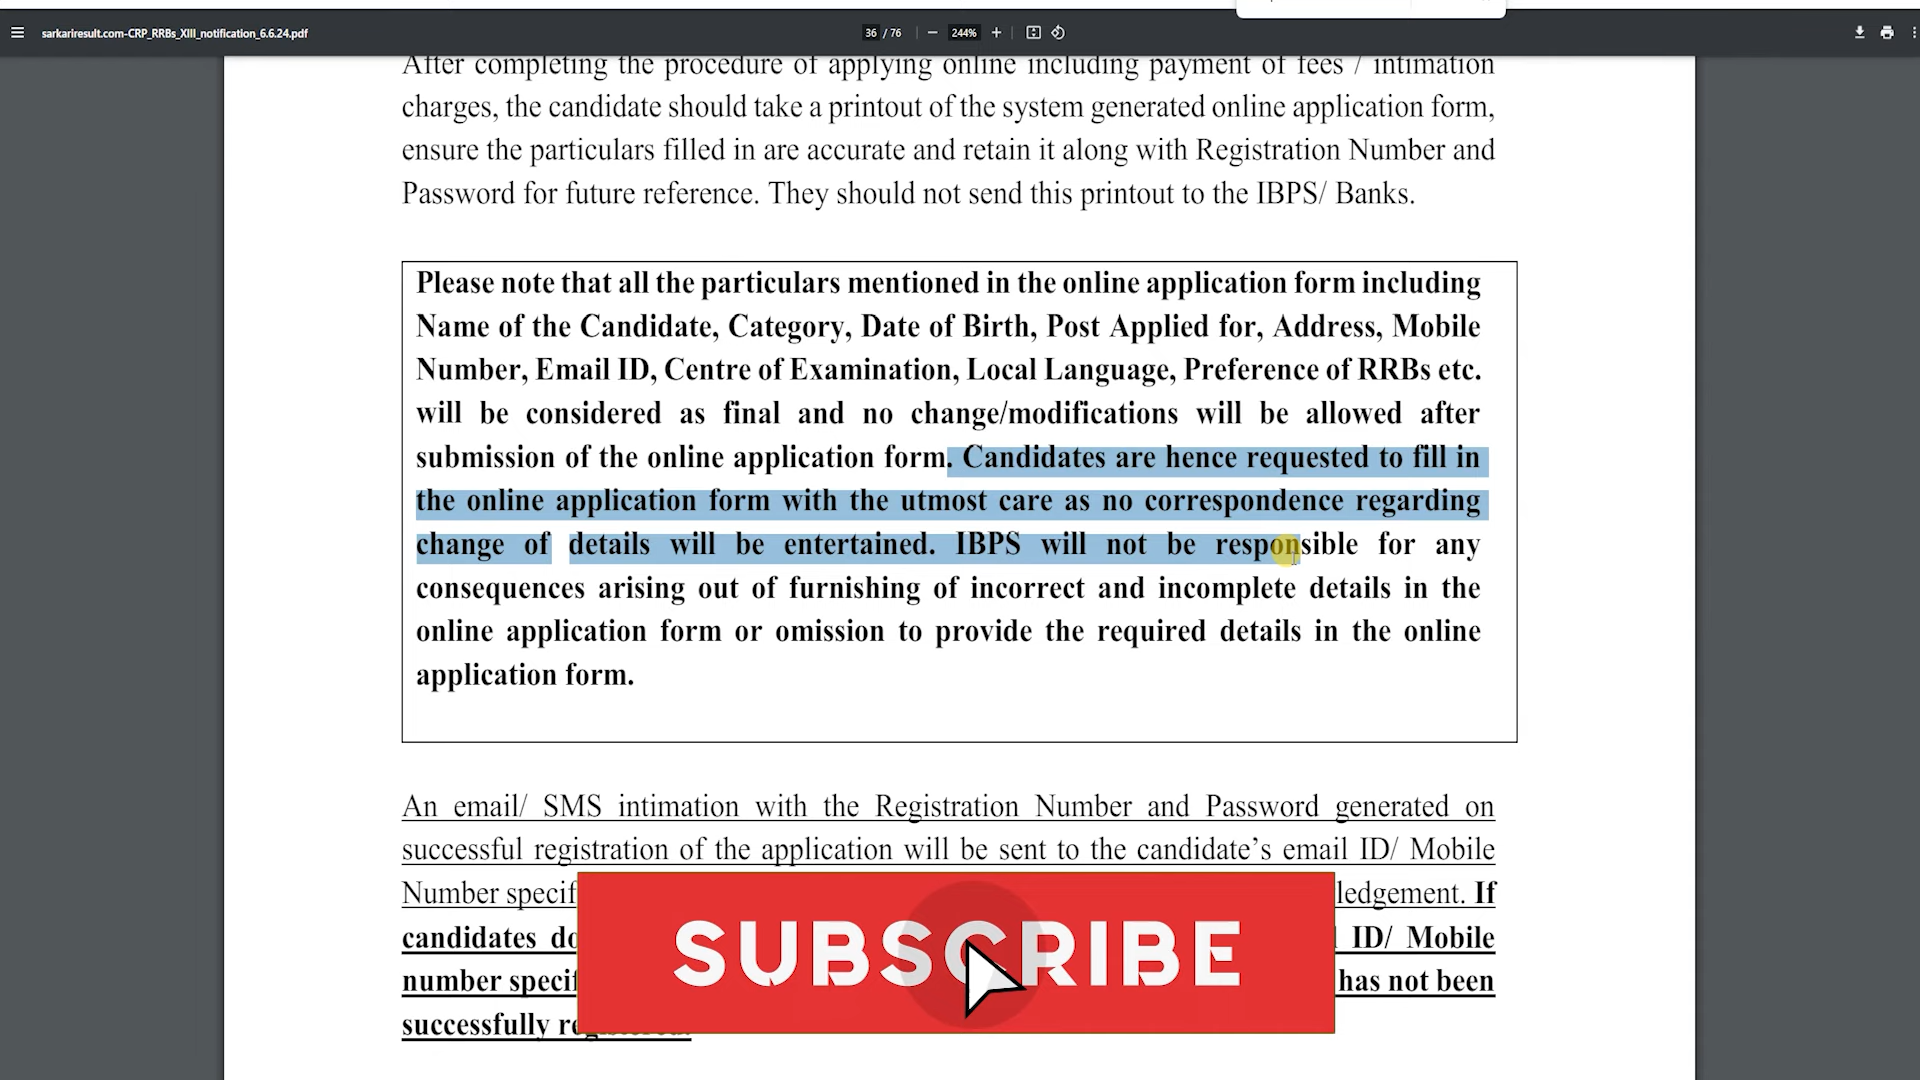 sarkariresult.com-CRP_RRBs_XIII_notification_6.6.24.pdf
36 / 76
244%
After completing the procedure of applying online including payment of fees / intimation
charges, the candidate should take a printout of the system generated online application form,
ensure the particulars filled in are accurate and retain it along with Registration Number and
Password for future reference. They should not send this printout to the IBPS/ Banks.
Please note that all the particulars mentioned in the online application form including
Name of the Candidate, Category, Date of Birth, Post Applied for, Address, Mobile
Number, Email ID, Centre of Examination, Local Language, Preference of RRBs etc.
will be considered as final and no change/modifications will be allowed after
submission of the online application form. Candidates are hence requested to fill in
the online application form with the utmost care as no correspondence regarding
change of details will be entertained. IBPS will not be responsible for any
consequences arising out of furnishing of incorrect and incomplete details in the
online application form or omission to provide the required details in the online
application form.
An email/ SMS intimation with the Registration Number and Password generated on
successful registration of the application will be sent to the candidate’s email ID/ Mobile
Number ledgement. If
candidates ID/ Mobile
number has not been
successfully
SUBSCRIBE